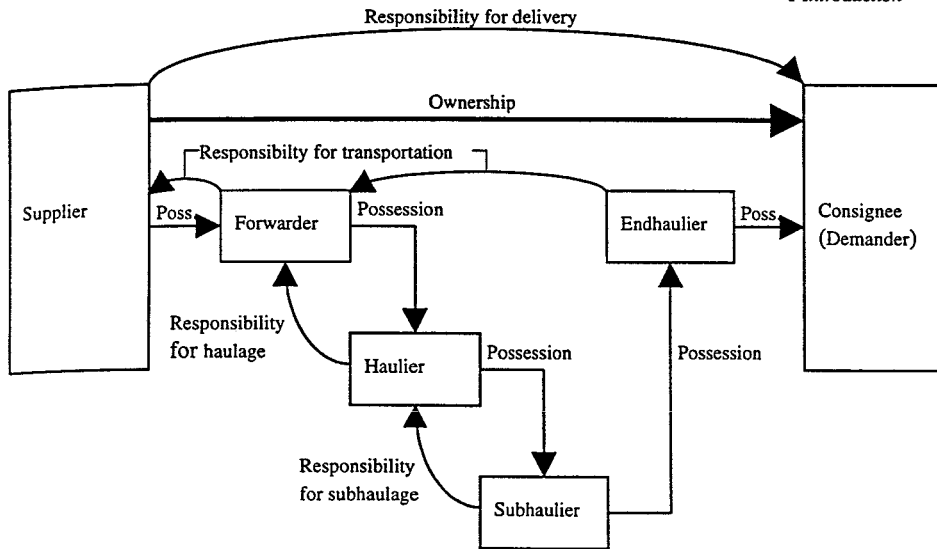 Responsibility for delivery
Ownership
Responsibilty for transportation
Supplier
Poss.
Forwarder
Possession
Endhaulier
Poss.
Consignee
(Demander)
Responsibility
for haulage
Haulier
Possession
Possession
Responsibility
for subhaulage
Subhaulier